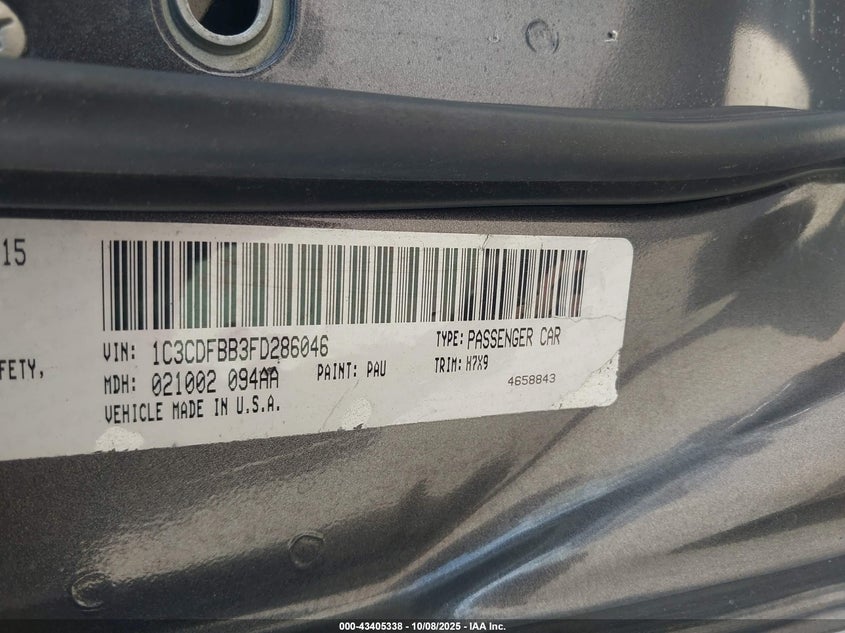 15
FETY,
VIN: 1C3CDFBB3FD286046
TYPE: PASSENGER CAR
MDH: 021002 094AA
PAINT: PAU
TRIM: H7X9
VEHICLE MADE IN U.S.A.
4658843
000-43405338 - 10/08/2025 - IAA Inc.